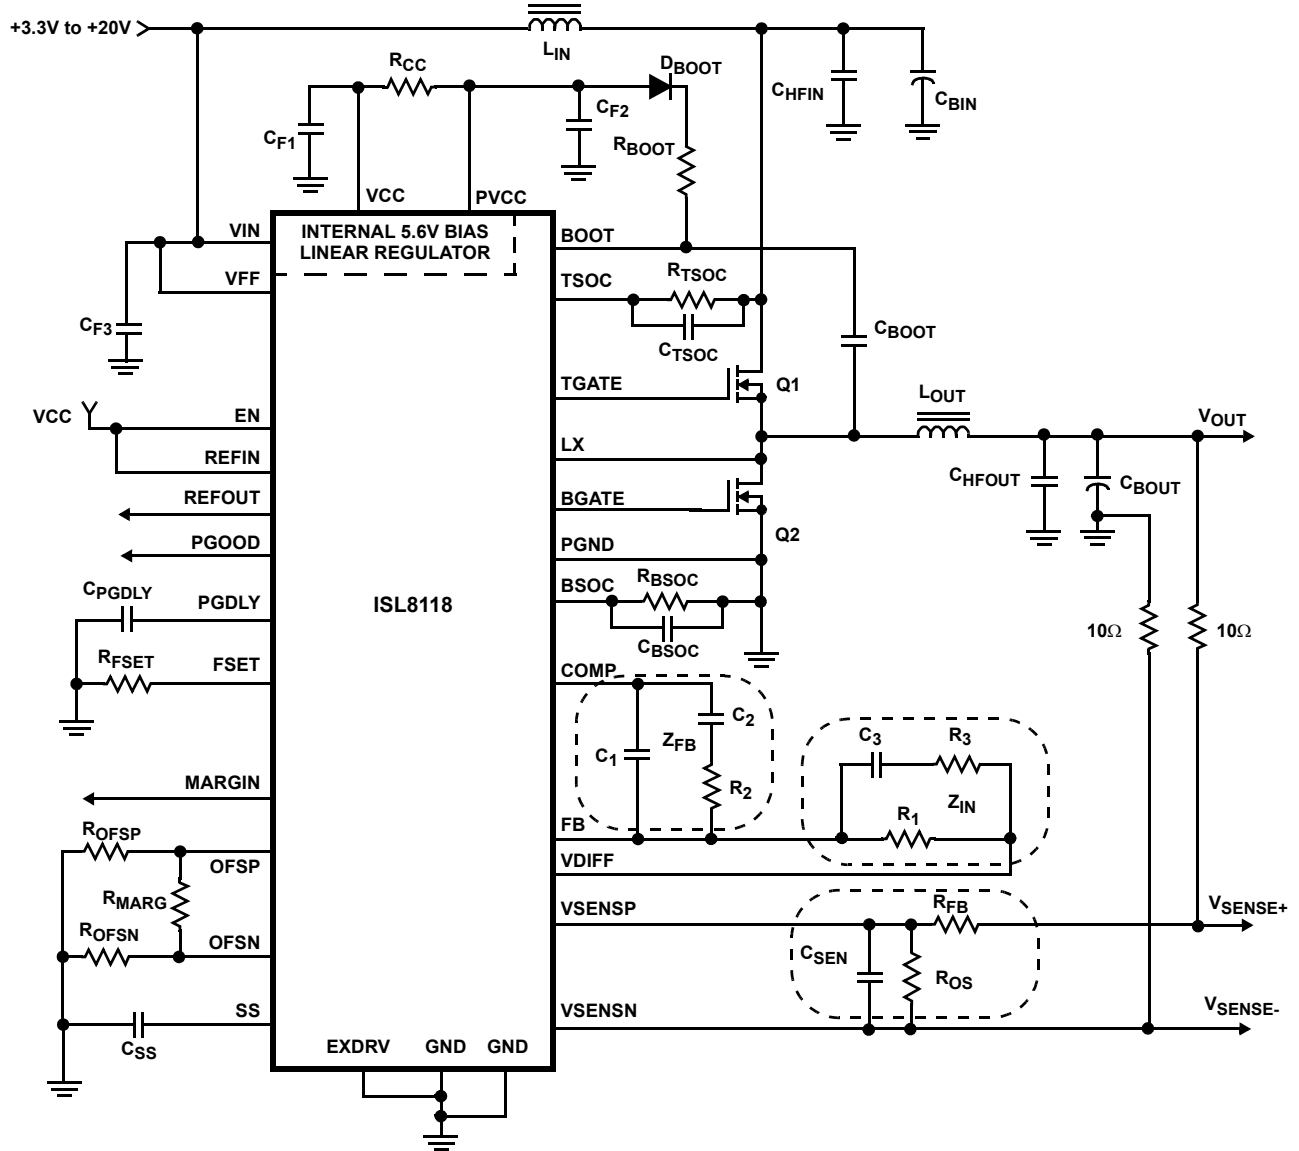 +3.3V to +20V
LIN
RCC
DBOOT
CHFIN
CBIN
CF1
CF2
RBOOT
VCC
PVCC
INTERNAL 5.6V BIAS
LINEAR REGULATOR
VIN
VFF
BOOT
TSOC
RTSOC
CTSOC
CF3
CBOOT
TGATE
Q1
VCC
EN
REFIN
LX
LOUT
VOUT
REFOUT
BGATE
CHFOUT
CBOUT
PGOOD
PGND
Q2
CPGDLY
PGDLY
ISL8118
BSOC
RBSOC
CBSOC
10Ω
10Ω
RFSET
FSET
COMP
C1
ZFB
C2
R2
C3
R3
ZIN
R1
MARGIN
FB
VDIFF
ROFSP
OFSP
RMARG
ROFSN
OFSN
VSENSP
RFB
VSENSE+
CSEN
ROS
SS
CSS
VSENSN
VSENSE-
EXDRV
GND
GND